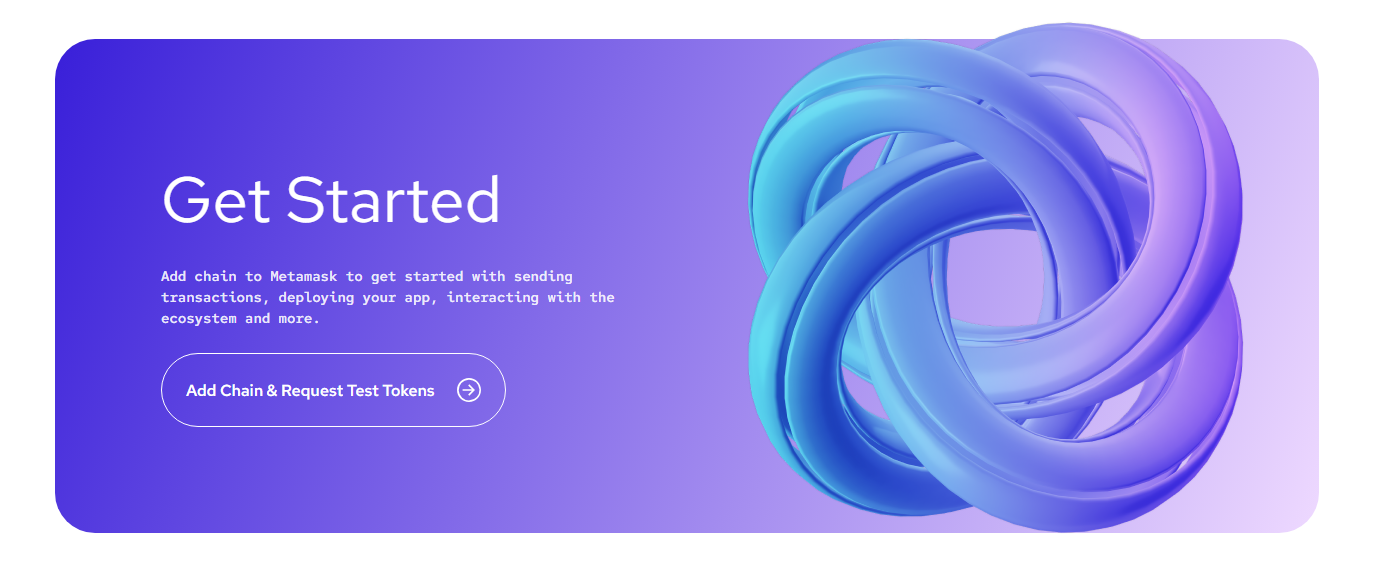 Get Started
Add chain to Metamask to get started with sending
transactions, deploying your app, interacting with the
ecosystem and more.
Add Chain & Request Test Tokens